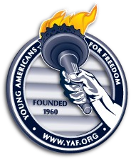 YOUNG AMERICANS FOR FREEDOM
FOUNDED
1960
• WWW.YAF.ORG •